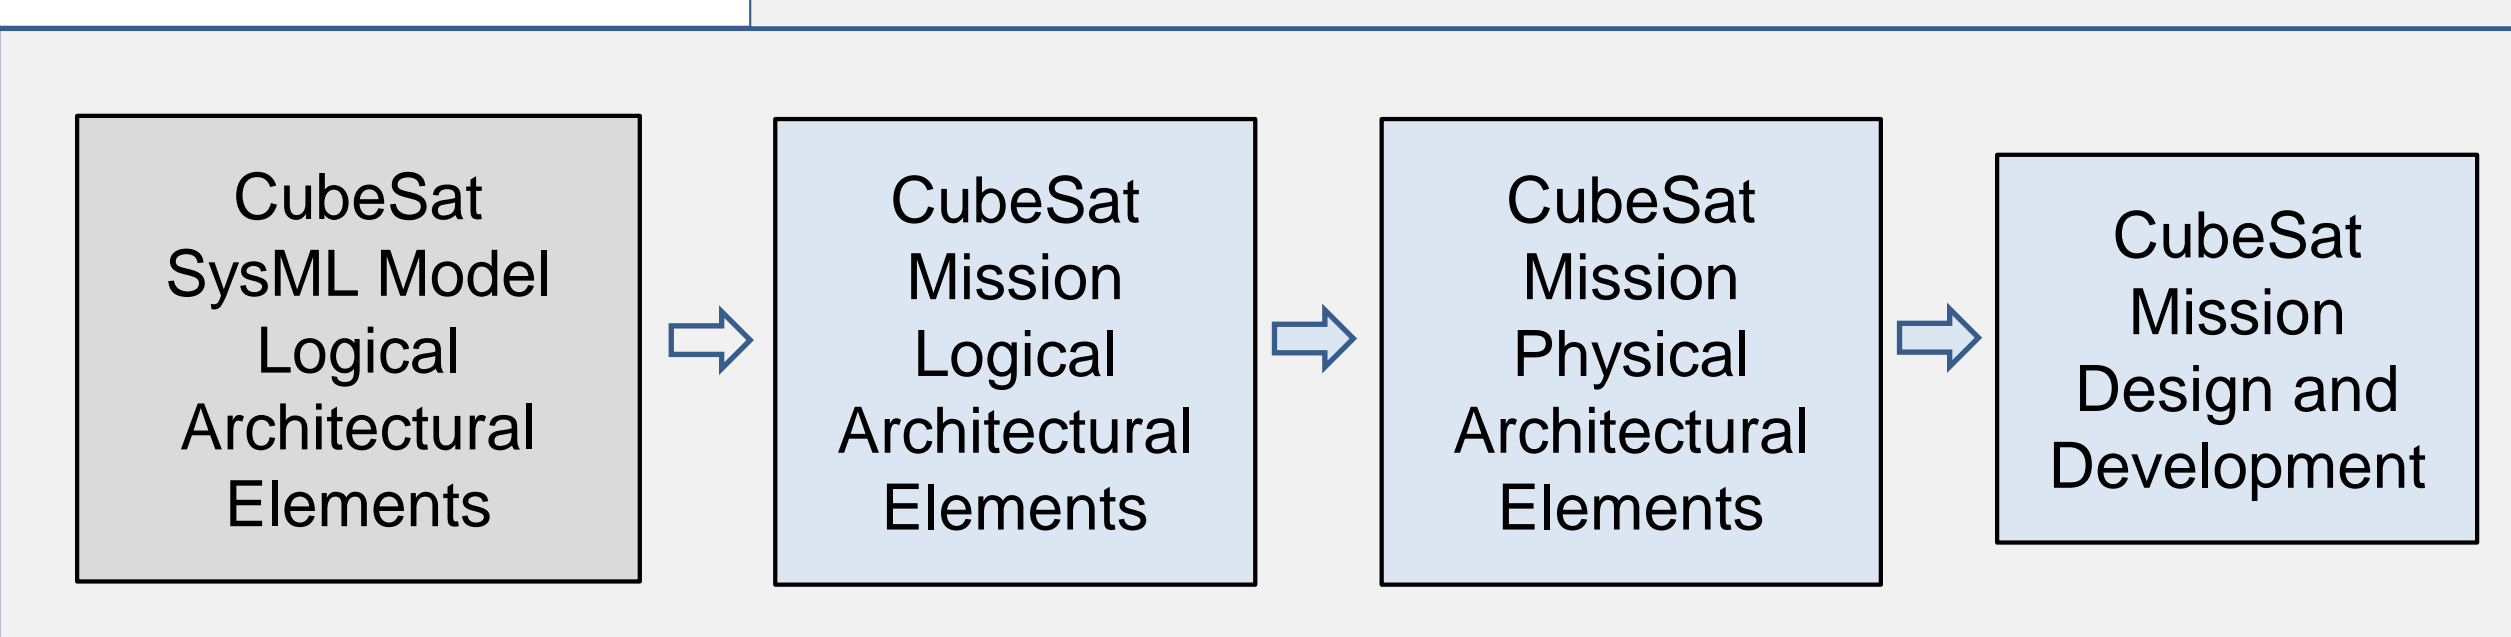 CubeSat
SysML Model
Logical
Architectural
Elements
CubeSat
Mission
Logical
Architectural
Elements
CubeSat
Mission
Physical
Architectural
Elements
CubeSat
Mission
Design and
Development